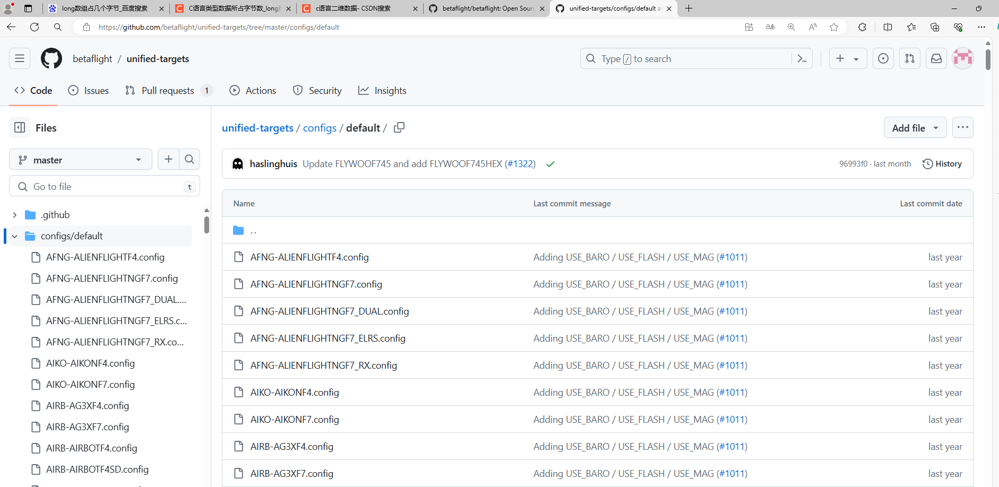 long数组占几个字节_百度搜索
C语言类型数据所占字节数_long
c语言二维数据- CSDN搜索
betaflight/betaflight: Open Sourc
unified-targets/configs/default a
https://github.com/betaflight/unified-targets/tree/master/configs/default
betaflight / unified-targets
Type / to search
Code
Issues
Pull requests 1
Actions
Security
Insights
Files
unified-targets / configs / default /
Add file
master
haslinghuis Update FLYWOOF745 and add FLYWOOF745HEX (#1322)
96993f0 · last month
History
Go to file
t
Name
Last commit message
Last commit date
.github
configs/default
AFNG-ALIENFLIGHTF4.config
AFNG-ALIENFLIGHTNGF7.config
AFNG-ALIENFLIGHTNGF7_DUAL....
AFNG-ALIENFLIGHTNGF7_ELRS.c...
AFNG-ALIENFLIGHTNGF7_RX.co...
AIKO-AIKONF4.config
AIKO-AIKONF7.config
AIRB-AG3XF4.config
AIRB-AG3XF7.config
AIRB-AIRBOTF4.config
AIRB-AIRBOTF4SD.config
..
AFNG-ALIENFLIGHTF4.config Adding USE_BARO / USE_FLASH / USE_MAG (#1011) last year
AFNG-ALIENFLIGHTNGF7.config Adding USE_BARO / USE_FLASH / USE_MAG (#1011) last year
AFNG-ALIENFLIGHTNGF7_DUAL.config Adding USE_BARO / USE_FLASH / USE_MAG (#1011) last year
AFNG-ALIENFLIGHTNGF7_ELRS.config Adding USE_BARO / USE_FLASH / USE_MAG (#1011) last year
AFNG-ALIENFLIGHTNGF7_RX.config Adding USE_BARO / USE_FLASH / USE_MAG (#1011) last year
AIKO-AIKONF4.config Adding USE_BARO / USE_FLASH / USE_MAG (#1011) last year
AIKO-AIKONF7.config Adding USE_BARO / USE_FLASH / USE_MAG (#1011) last year
AIRB-AG3XF4.config Adding USE_BARO / USE_FLASH / USE_MAG (#1011) last year
AIRB-AG3XF7.config Adding USE_BARO / USE_FLASH / USE_MAG (#1011) last year